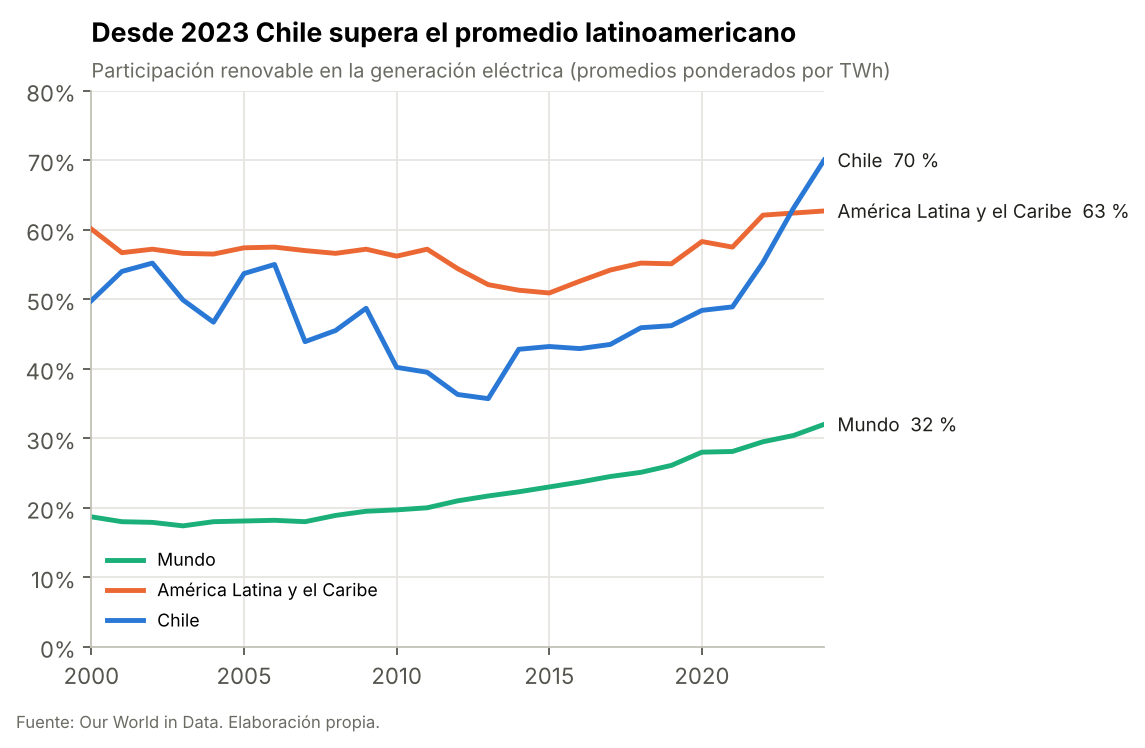 Desde 2023 Chile supera el promedio latinoamericano
Participación renovable en la generación eléctrica (promedios ponderados por TWh)
80%
70%
60%
50%
40%
30%
20%
10%
0%
Chile 70 %
América Latina y el Caribe 63 %
Mundo 32 %
Mundo
América Latina y el Caribe
Chile
2000 2005 2010 2015 2020
Fuente: Our World in Data. Elaboración propia.